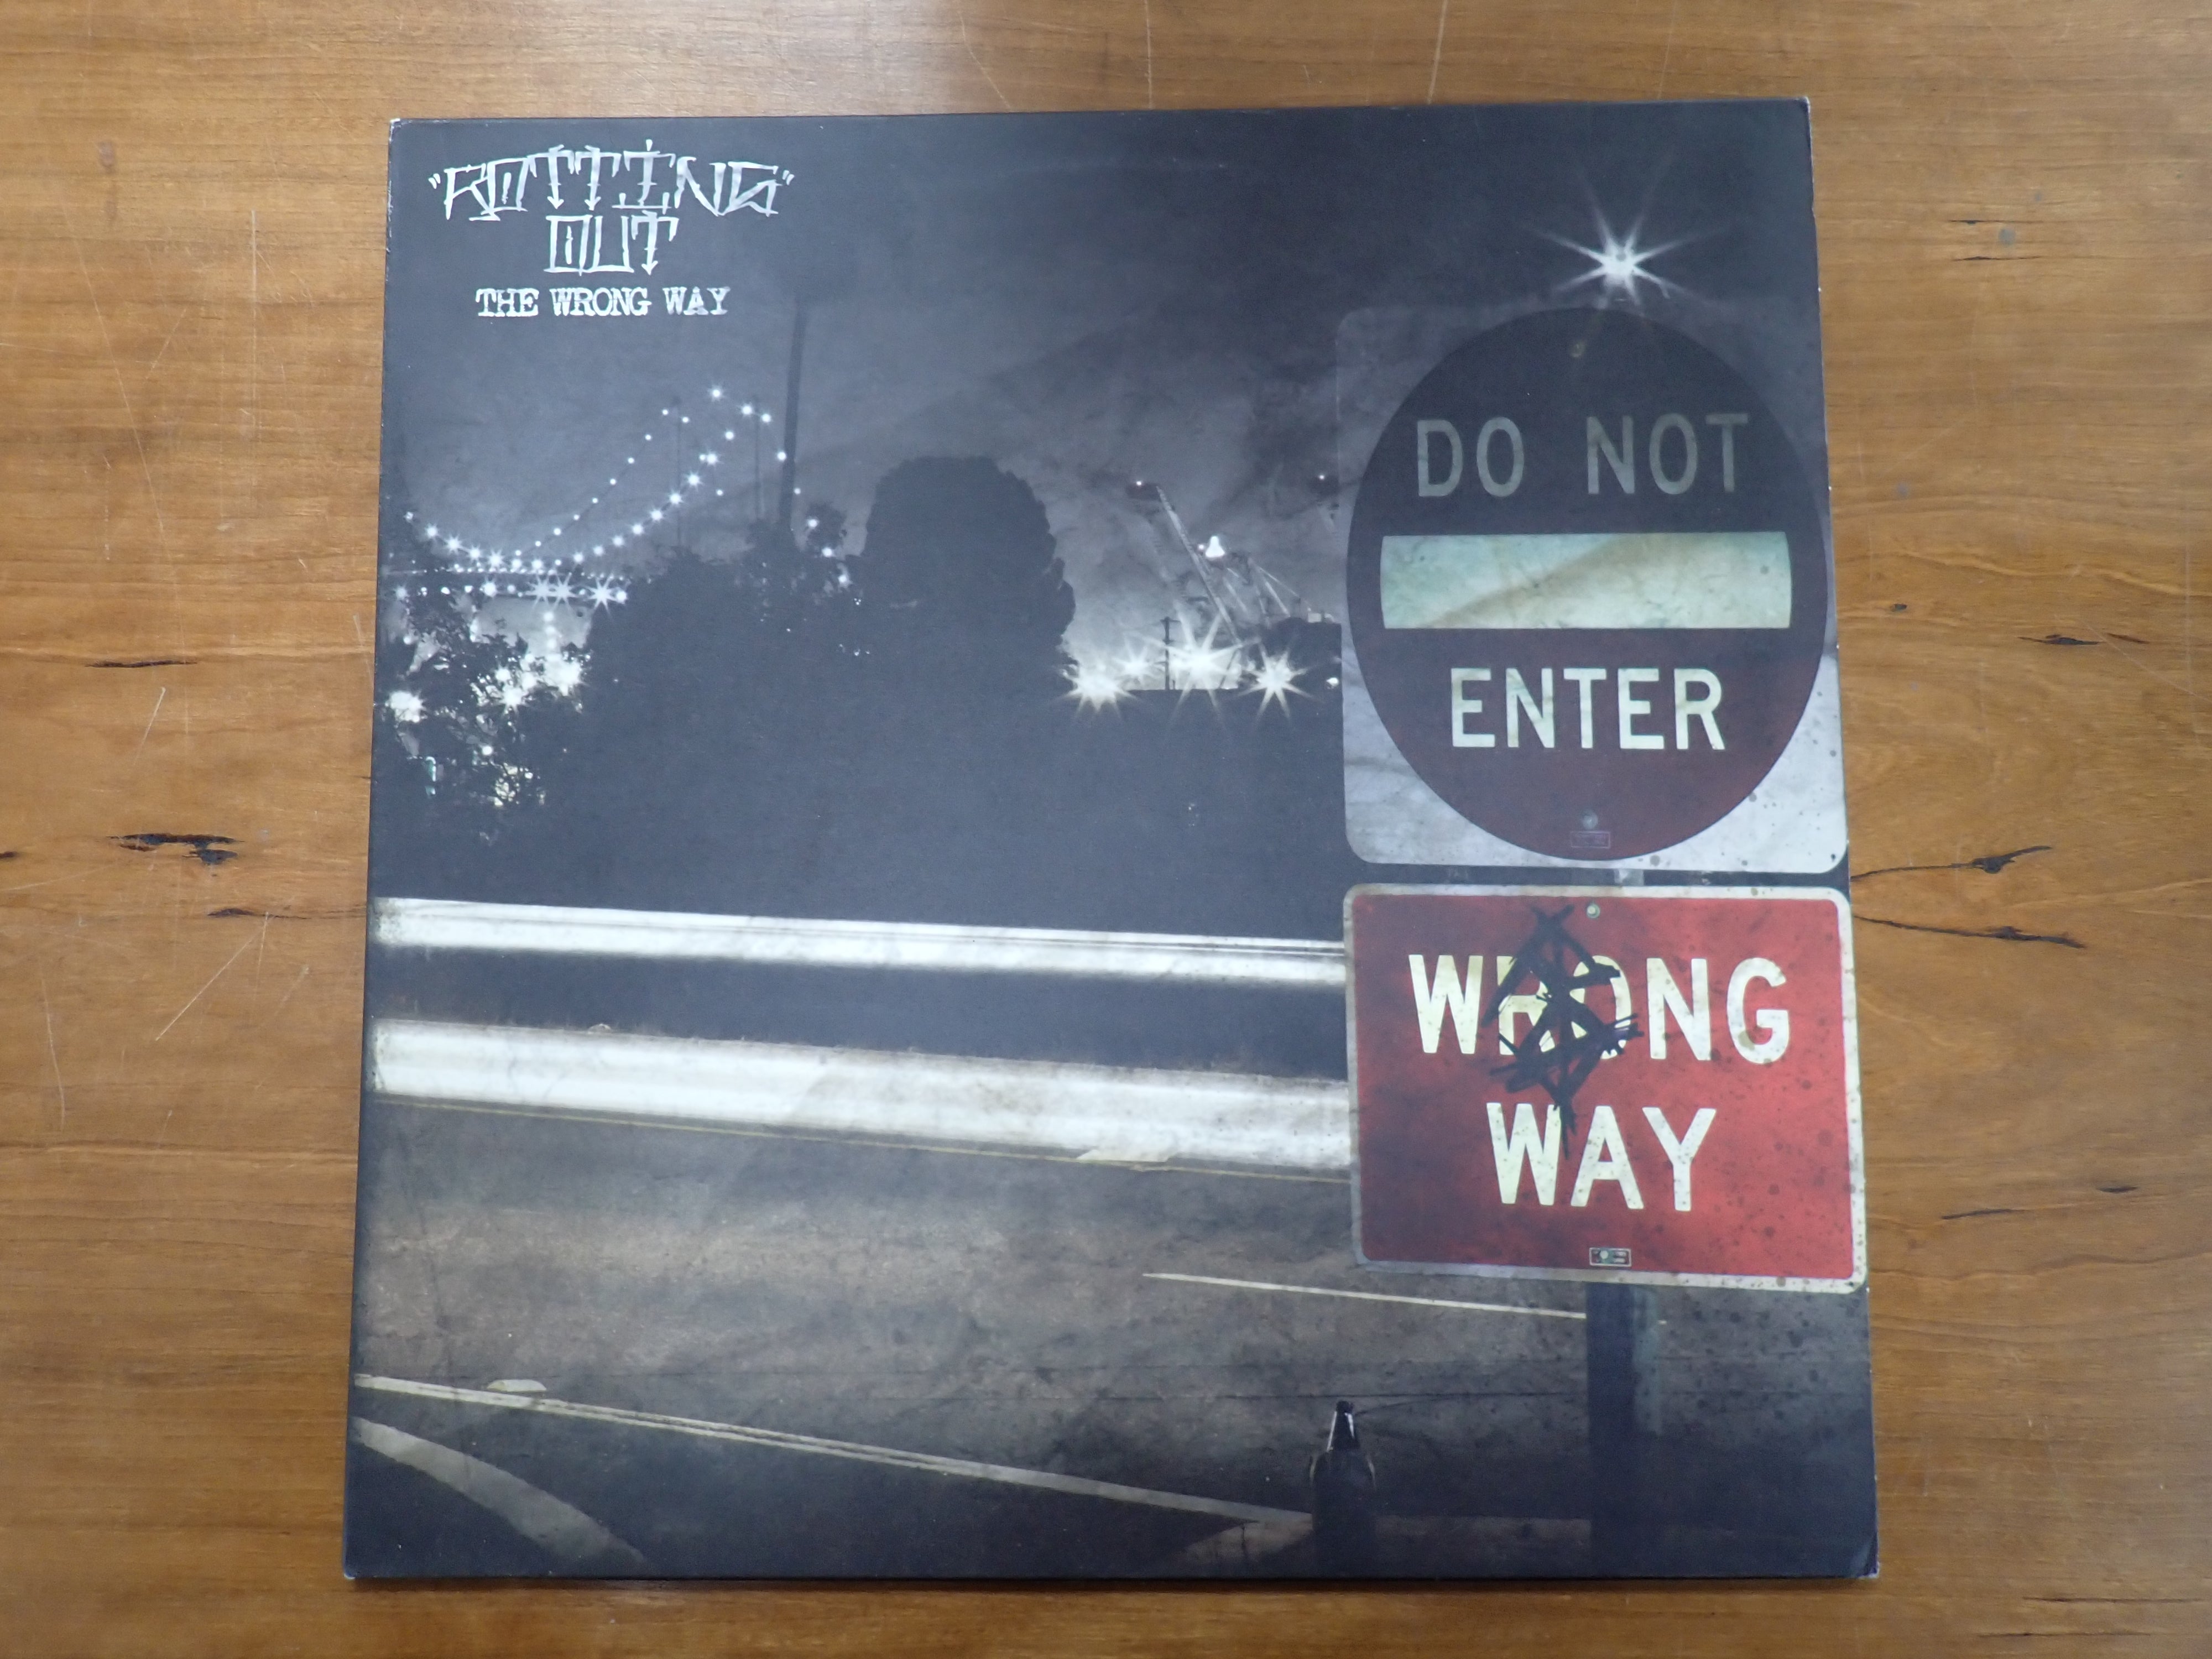 "ROTTING"
OUT
THE WRONG WAY
DO NOT
ENTER
WRONG
WAY